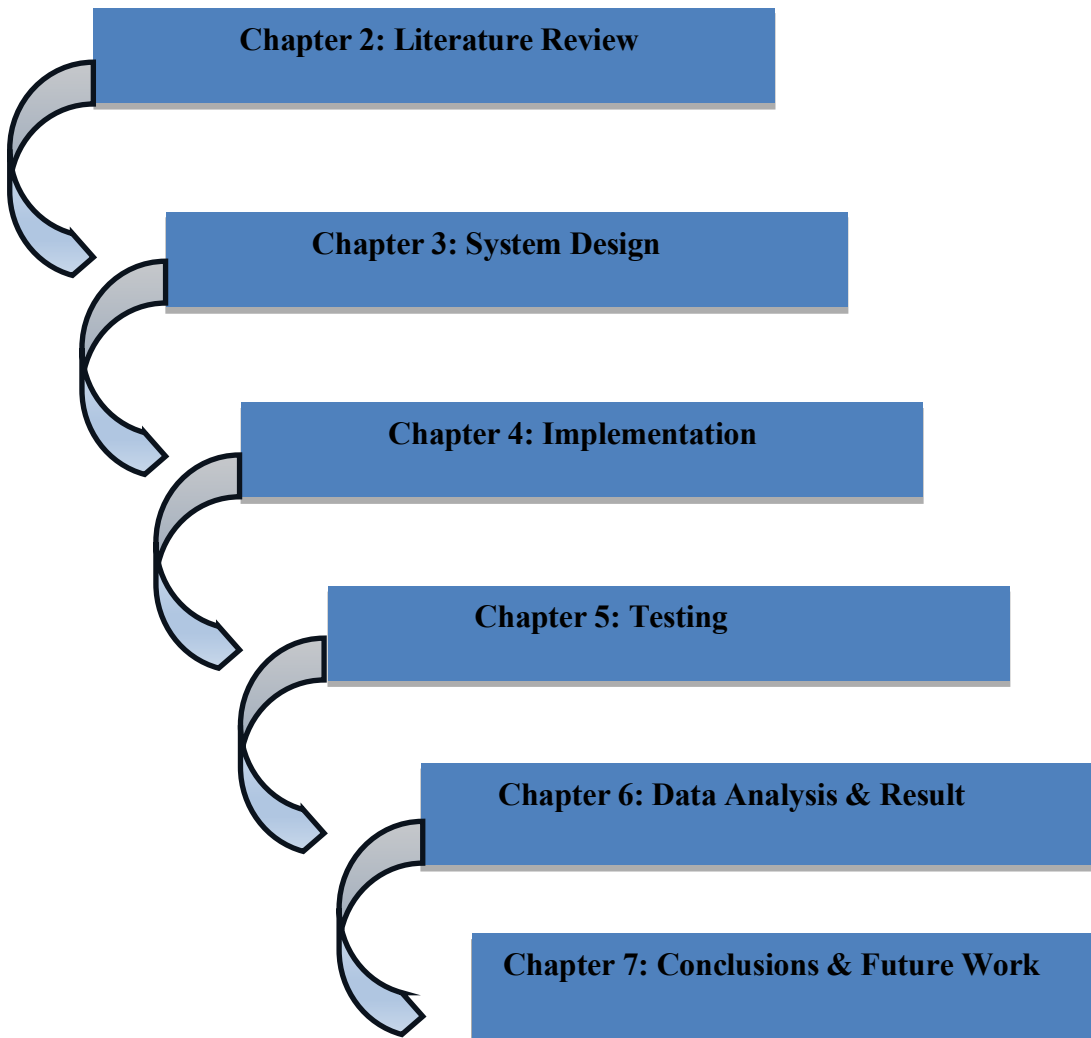 Chapter 2: Literature Review
Chapter 3: System Design
Chapter 4: Implementation
Chapter 5: Testing
Chapter 6: Data Analysis & Result
Chapter 7: Conclusions & Future Work